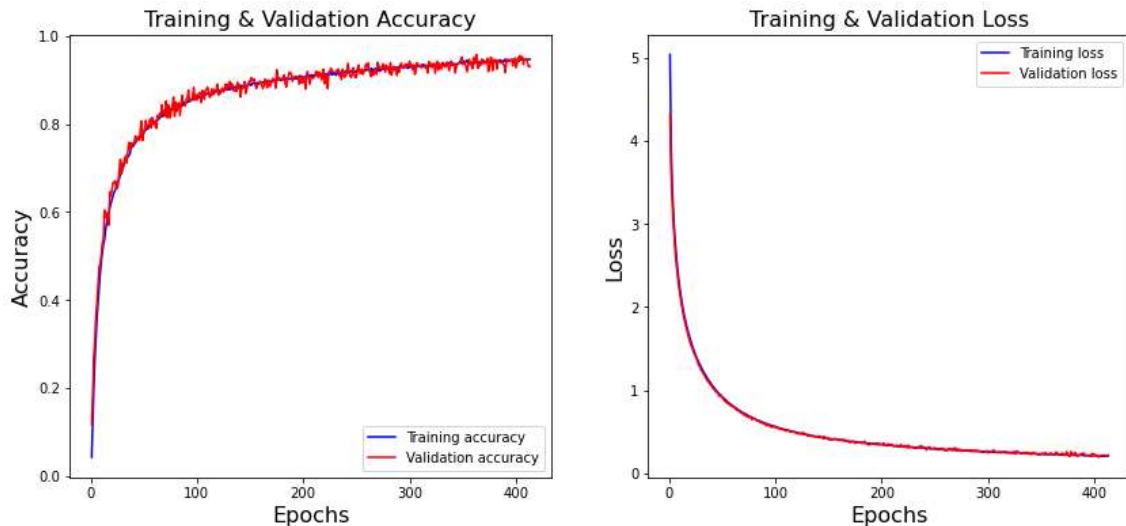 Training & Validation Accuracy
1.0
0.8
0.6
0.4
0.2
0.0
Accuracy
Training accuracy
Validation accuracy
0
100
200
300
400
Epochs
Training & Validation Loss
5
4
3
2
1
0
Loss
Training loss
Validation loss
0
100
200
300
400
Epochs